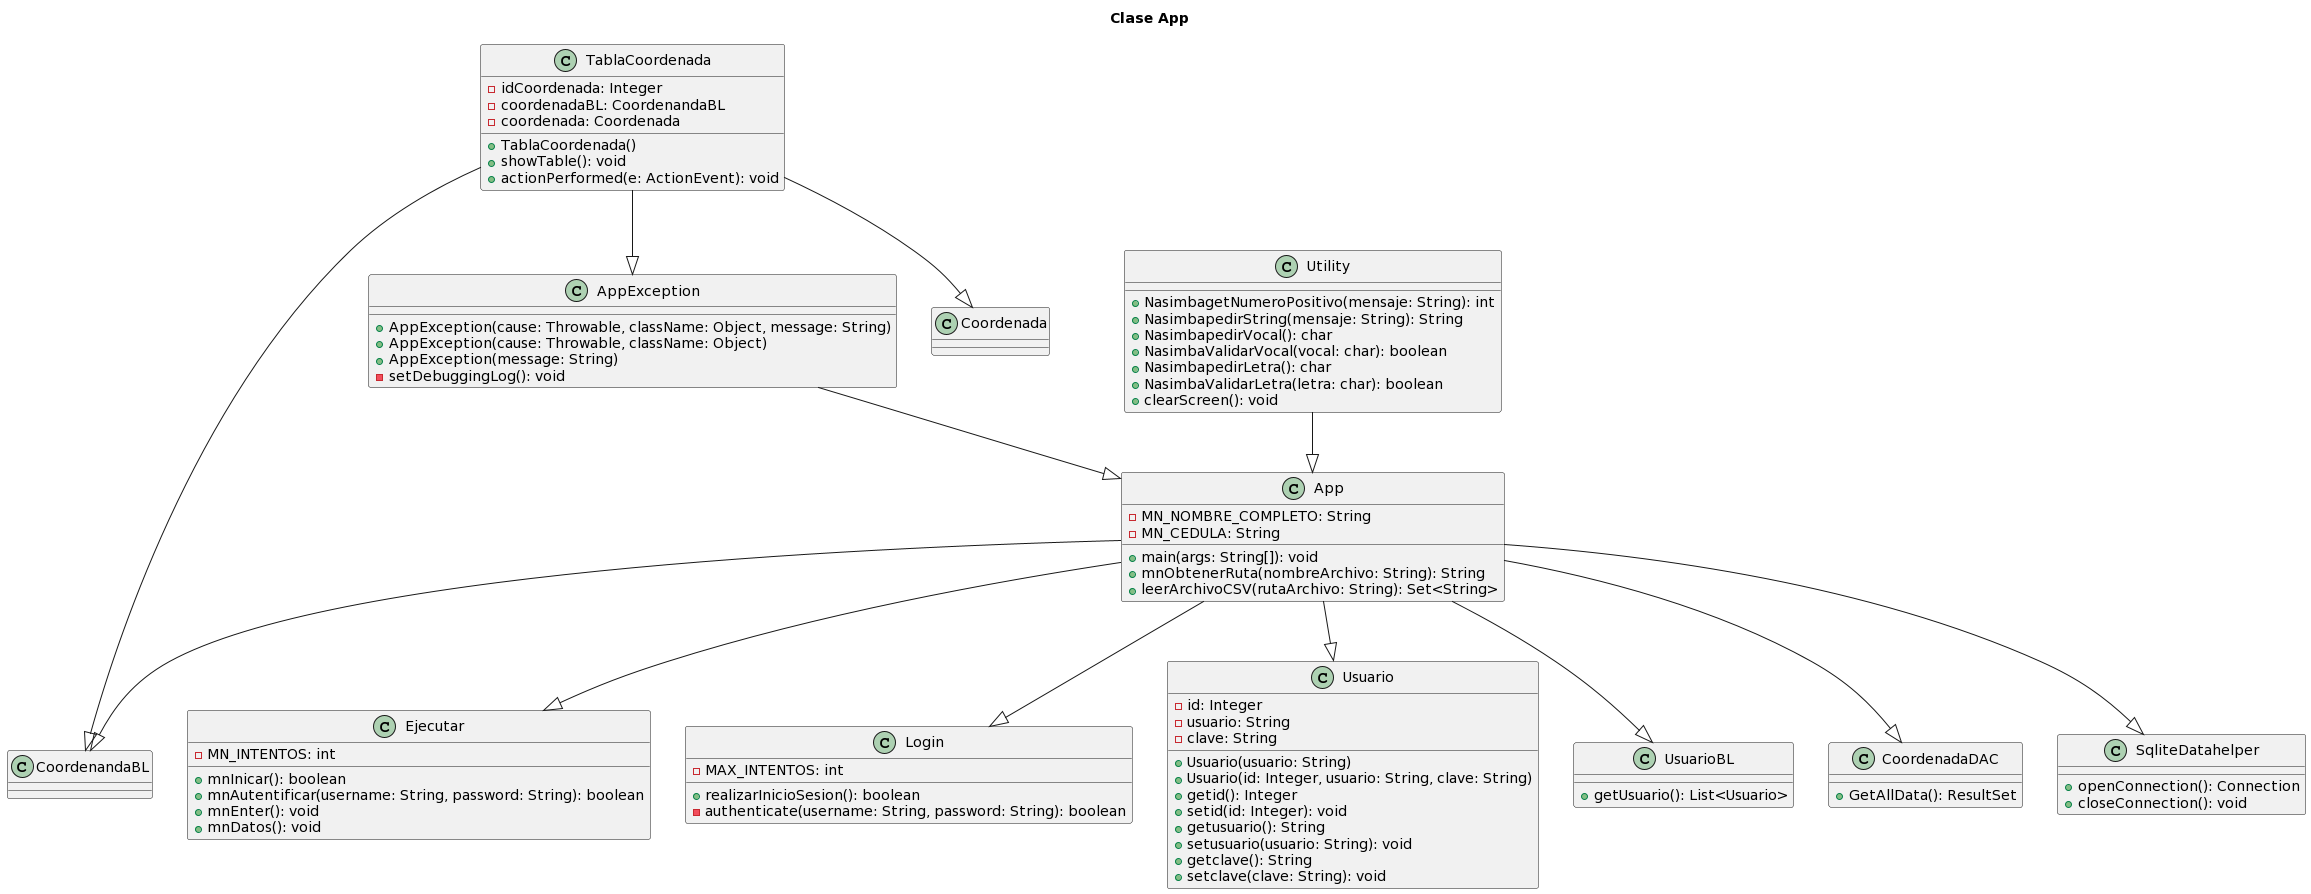 Clase App
C TablaCoordenada
idCoordenada: Integer
coordenadaBL: CoordenandaBL
coordenada: Coordenada
TablaCoordenada()
showTable(): void
actionPerformed(e: ActionEvent): void
C AppException
AppException(cause: Throwable, className: Object, message: String)
AppException(cause: Throwable, className: Object)
AppException(message: String)
setDebuggingLog(): void
C Coordenada
C Utility
NasimbagetNumeroPositivo(mensaje: String): int
NasimbapedirString(mensaje: String): String
NasimbapedirVocal(): char
NasimbaValidarVocal(vocal: char): boolean
NasimbapedirLetra(): char
NasimbaValidarLetra(letra: char): boolean
clearScreen(): void
C App
MN_NOMBRE_COMPLETO: String
MN_CEDULA: String
main(args: String[]): void
mnObtenerRuta(nombreArchivo: String): String
leerArchivoCSV(rutaArchivo: String): Set<String>
C CoordenandaBL
C Ejecutar
MN_INTENTOS: int
mnInicar(): boolean
mnAutentificar(username: String, password: String): boolean
mnEnter(): void
mnDatos(): void
C Login
MAX_INTENTOS: int
realizarInicioSesion(): boolean
authenticate(username: String, password: String): boolean
C Usuario
id: Integer
usuario: String
clave: String
Usuario(usuario: String)
Usuario(id: Integer, usuario: String, clave: String)
getid(): Integer
setid(id: Integer): void
getusuario(): String
setusuario(usuario: String): void
getclave(): String
setclave(clave: String): void
C UsuarioBL
getUsuario(): List<Usuario>
C CoordenadaDAC
GetAllData(): ResultSet
C SqliteDatahelper
openConnection(): Connection
closeConnection(): void